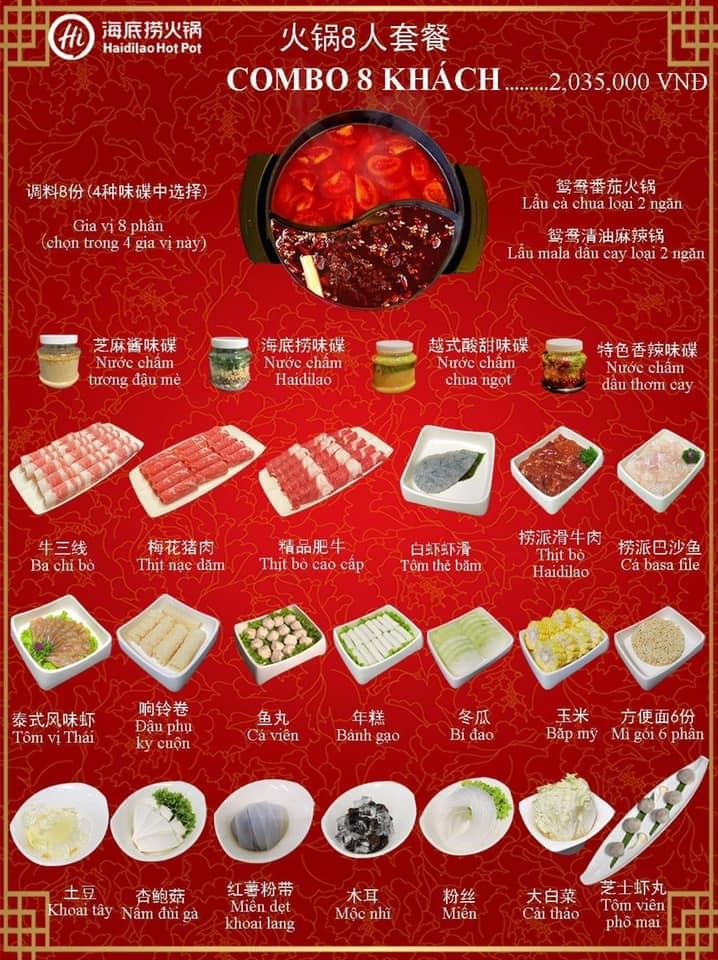 Hi 海底捞火锅
Haidilao Hot Pot
火锅8人套餐
COMBO 8 KHÁCH.........2,035,000 VNĐ
调料8份(4种味碟中选择)
Gia vị 8 phần
(chọn trong 4 gia vị này)
鸳鸯番茄火锅
Lẩu cà chua loại 2 ngăn
鸳鸯清油麻辣锅
Lẩu mala dầu cay loại 2 ngăn
芝麻酱味碟
Nước chấm
tương đậu mè
海底捞味碟
Nước chấm
Haidilao
越式酸甜味碟
Nước chấm
chua ngọt
特色香辣味碟
Nước chấm
dầu thơm cay
牛三线
Ba chỉ bò
梅花猪肉
Thịt nạc dăm
精品肥牛
Thịt bò cao cấp
白虾虾滑
Tôm thẻ băm
捞派滑牛肉
Thịt bò
Haidilao
捞派巴沙鱼
Cá basa file
泰式风味虾
Tôm vị Thái
响铃卷
Đậu phụ
ky cuộn
鱼丸
Cá viên
年糕
Bánh gạo
冬瓜
Bí đao
玉米
Bắp mỹ
方便面6份
Mì gói 6 phần
土豆
Khoai tây
杏鲍菇
Nấm đùi gà
红薯粉带
Miến dẹt
khoai lang
木耳
Mộc nhĩ
粉丝
Miến
大白菜
Cải thảo
芝士虾丸
Tôm viên
phô mai